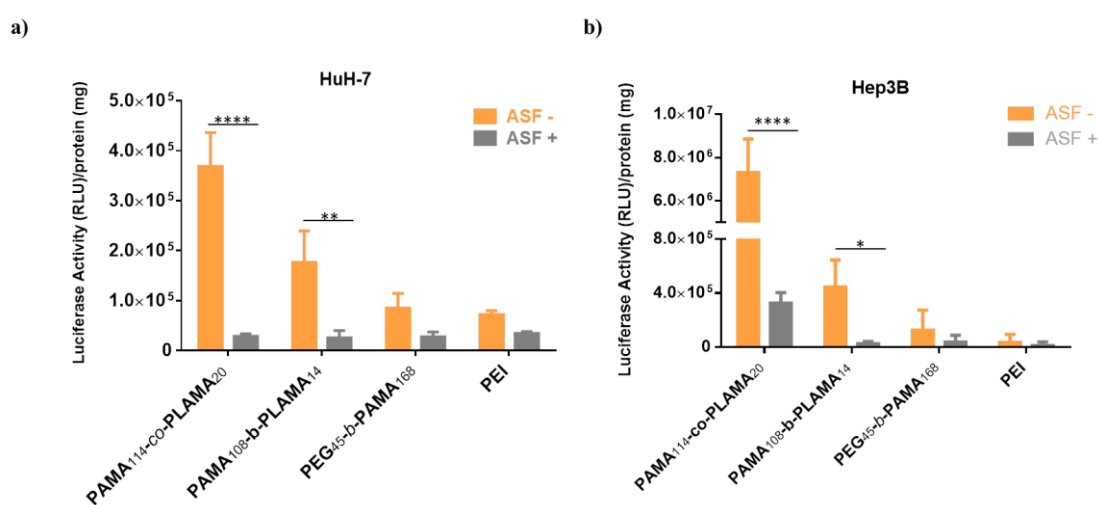 a)
HuH-7
Luciferase Activity (RLU)/protein (mg)
5.0×10⁵
4.0×10⁵
3.0×10⁵
2.0×10⁵
1.0×10⁵
0
****
**
ASF -
ASF +
PAMA₁₁₄-co-PLAMA₂₀
PAMA₁₀₈-b-PLAMA₁₄
PEG₄₅-b-PAMA₁₆₈
PEI
b)
Hep3B
Luciferase Activity (RLU)/protein (mg)
1.0×10⁷
8.0×10⁶
6.0×10⁶
8.0×10⁵
4.0×10⁵
0
****
*
ASF -
ASF +
PAMA₁₁₄-co-PLAMA₂₀
PAMA₁₀₈-b-PLAMA₁₄
PEG₄₅-b-PAMA₁₆₈
PEI